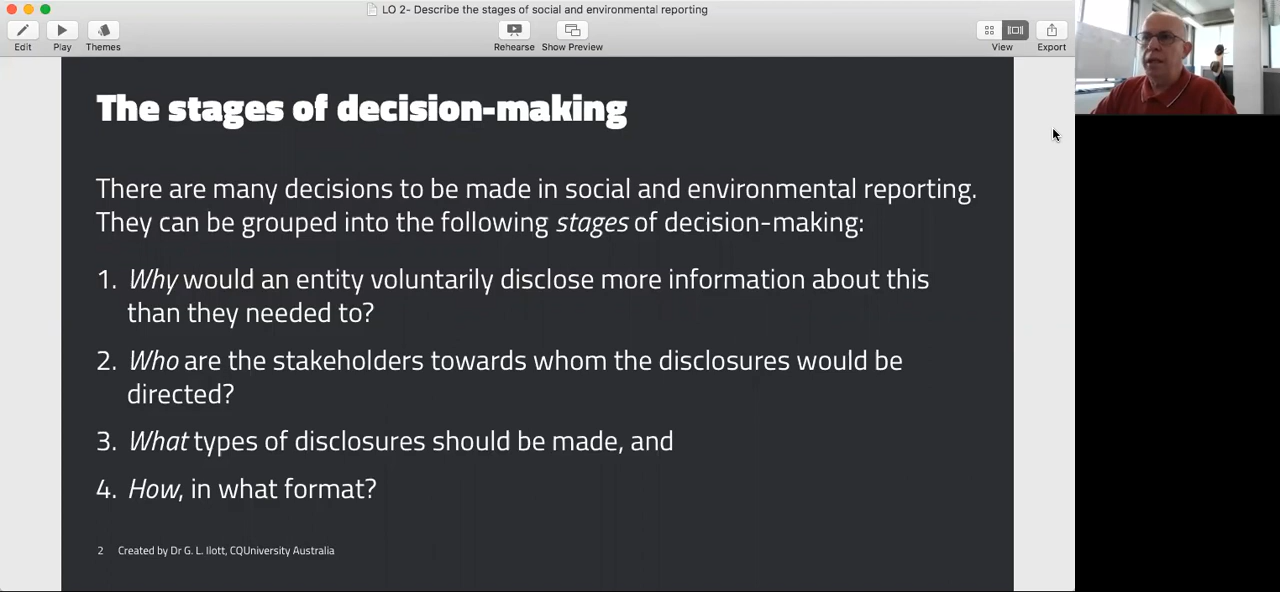 LO 2- Describe the stages of social and environmental reporting
Edit
Play
Themes
Rehearse
Show Preview
View
Export
The stages of decision-making
There are many decisions to be made in social and environmental reporting.
They can be grouped into the following stages of decision-making:
1. Why would an entity voluntarily disclose more information about this
than they needed to?
2. Who are the stakeholders towards whom the disclosures would be
directed?
3. What types of disclosures should be made, and
4. How, in what format?
2 Created by Dr G. L. Ilott, CQUniversity Australia